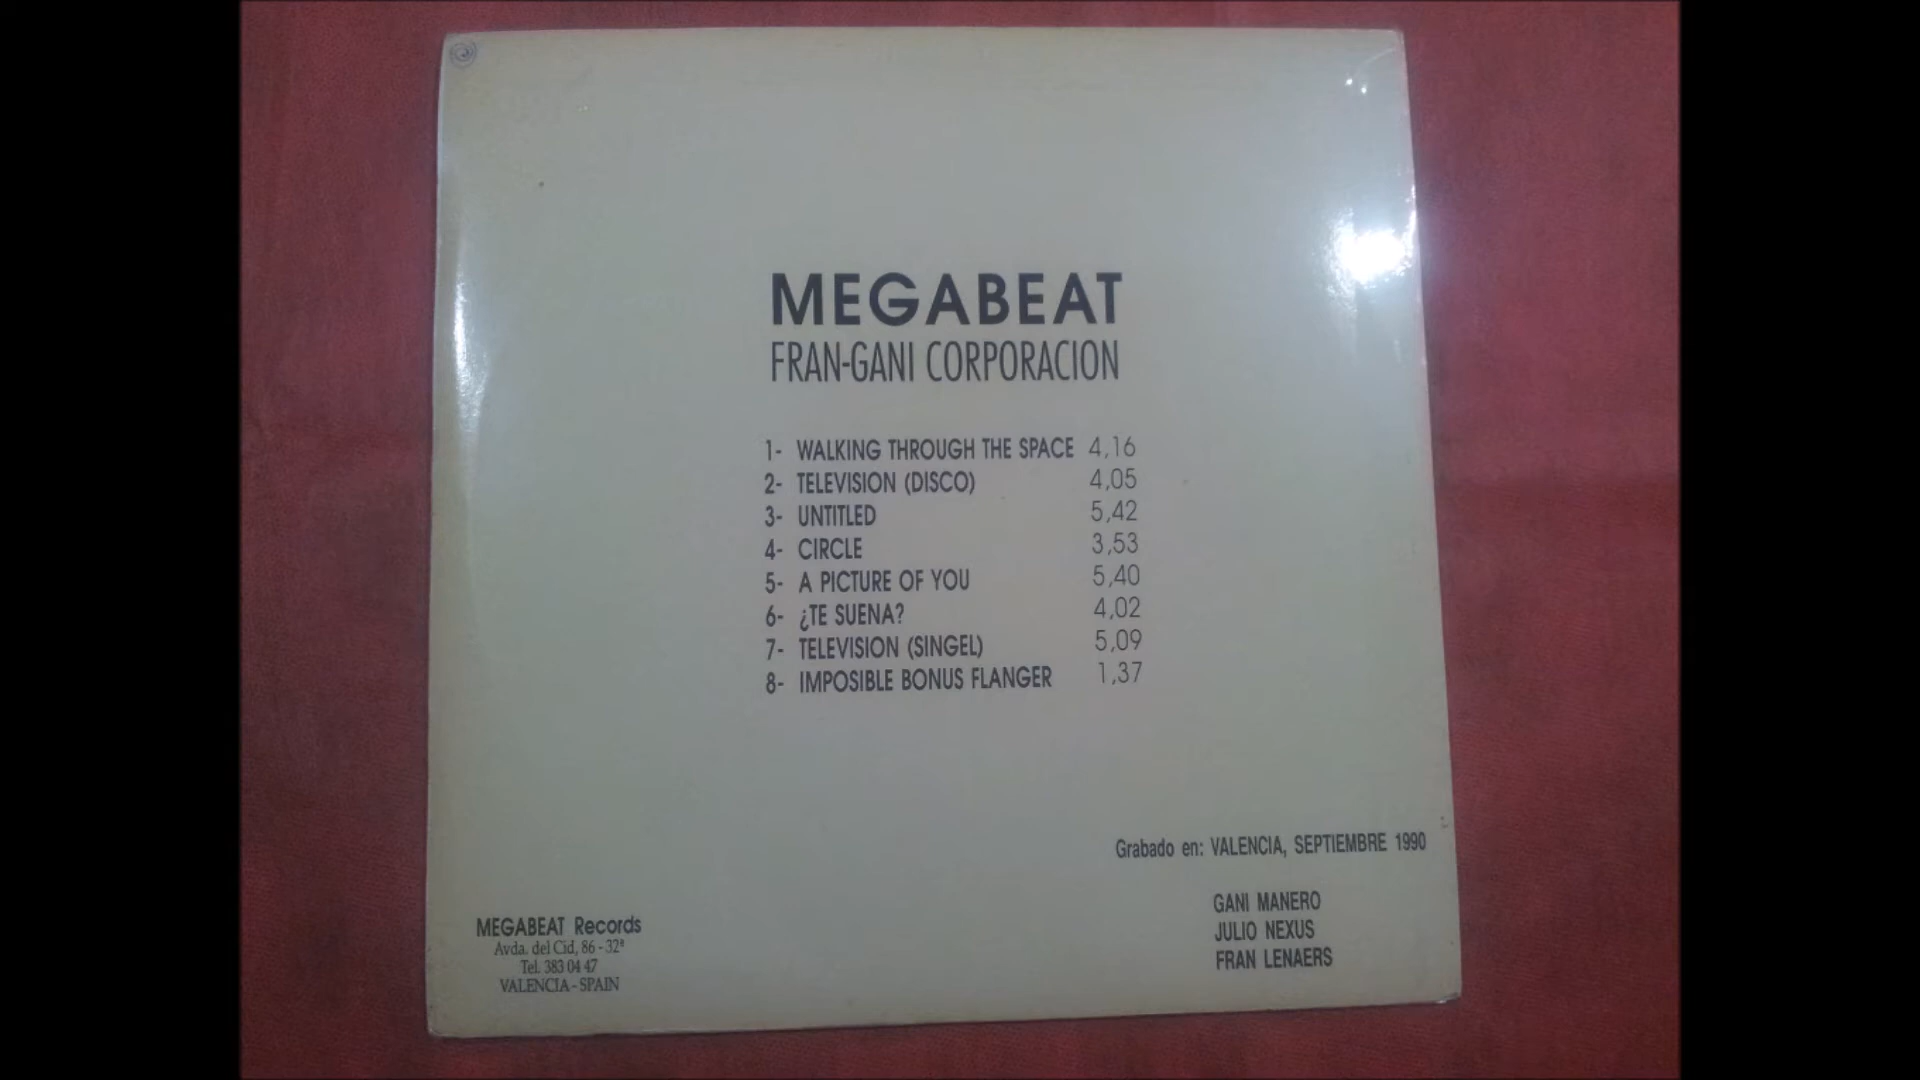 MEGABEAT
FRAN-GANI CORPORACION
1- WALKING THROUGH THE SPACE 4,16
2- TELEVISION (DISCO) 4,05
3- UNTITLED 5,42
4- CIRCLE 3,53
5- A PICTURE OF YOU 5,40
6- ¿TE SUENA? 4,02
7- TELEVISION (SINGEL) 5,09
8- IMPOSIBLE BONUS FLANGER 1,37
Grabado en: VALENCIA, SEPTIEMBRE 1990
GANI MANERO
JULIO NEXUS
FRAN LENAERS
MEGABEAT Records
Avda. del Cid, 86 - 32ª
Tel. 383 04 47
VALENCIA - SPAIN